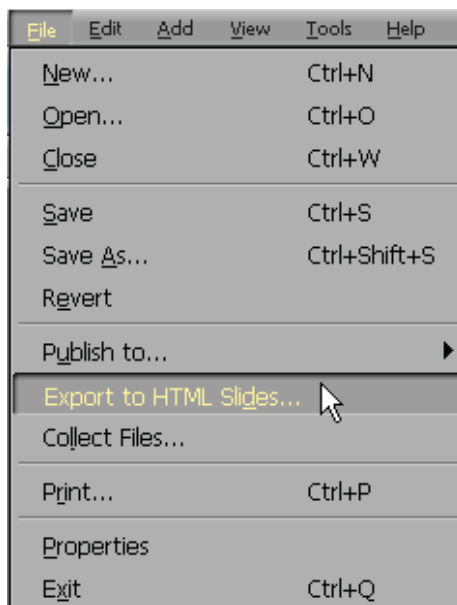 File Edit Add View Tools Help
New... Ctrl+N
Open... Ctrl+O
Close Ctrl+W
Save Ctrl+S
Save As... Ctrl+Shift+S
Revert
Publish to...
Export to HTML Slides...
Collect Files...
Print... Ctrl+P
Properties
Exit Ctrl+Q